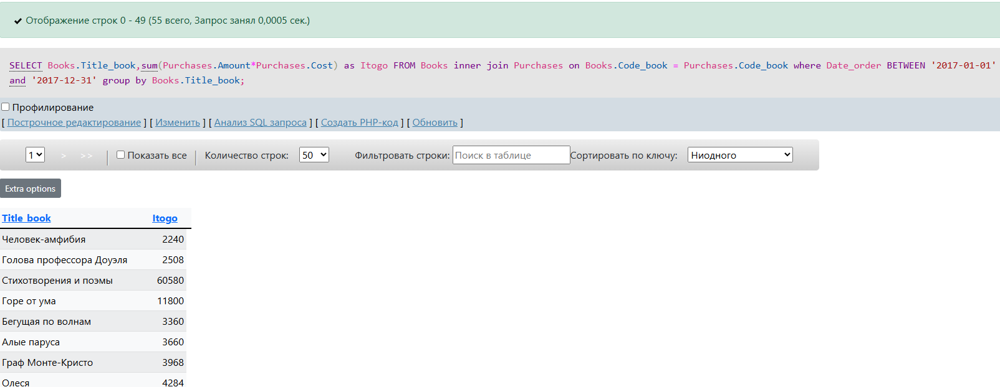 Отображение строк 0 - 49 (55 всего, Запрос занял 0,0005 сек.)
SELECT Books.Title_book,sum(Purchases.Amount*Purchases.Cost) as Itogo FROM Books inner join Purchases on Books.Code_book = Purchases.Code_book where Date_order BETWEEN '2017-01-01'
and '2017-12-31' group by Books.Title_book;
Профилирование
[ Построчное редактирование ] [ Изменить ] [ Анализ SQL запроса ] [ Создать PHP-код ] [ Обновить ]
1 > >> Показать все Количество строк: 50 Фильтровать строки: Поиск в таблице Сортировать по ключу: Ниодного
Extra options
Title_book Itogo
Человек-амфибия 2240
Голова профессора Доуэля 2508
Стихотворения и поэмы 60580
Горе от ума 11800
Бегущая по волнам 3360
Алые паруса 3660
Граф Монте-Кристо 3968
Олеся 4284